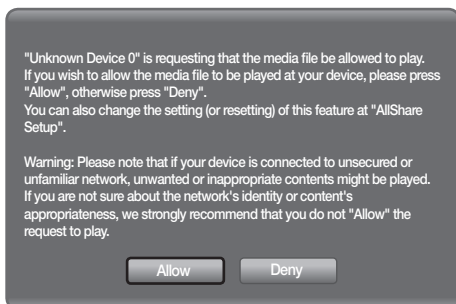 "Unknown Device 0" is requesting that the media file be allowed to play.
If you wish to allow the media file to be played at your device, please press
"Allow", otherwise press "Deny".
You can also change the setting (or resetting) of this feature at "AllShare
Setup".
Warning: Please note that if your device is connected to unsecured or
unfamiliar network, unwanted or inappropriate contents might be played.
If you are not sure about the network's identity or content's
appropriateness, we strongly recommend that you do not "Allow" the
request to play.
Allow Deny